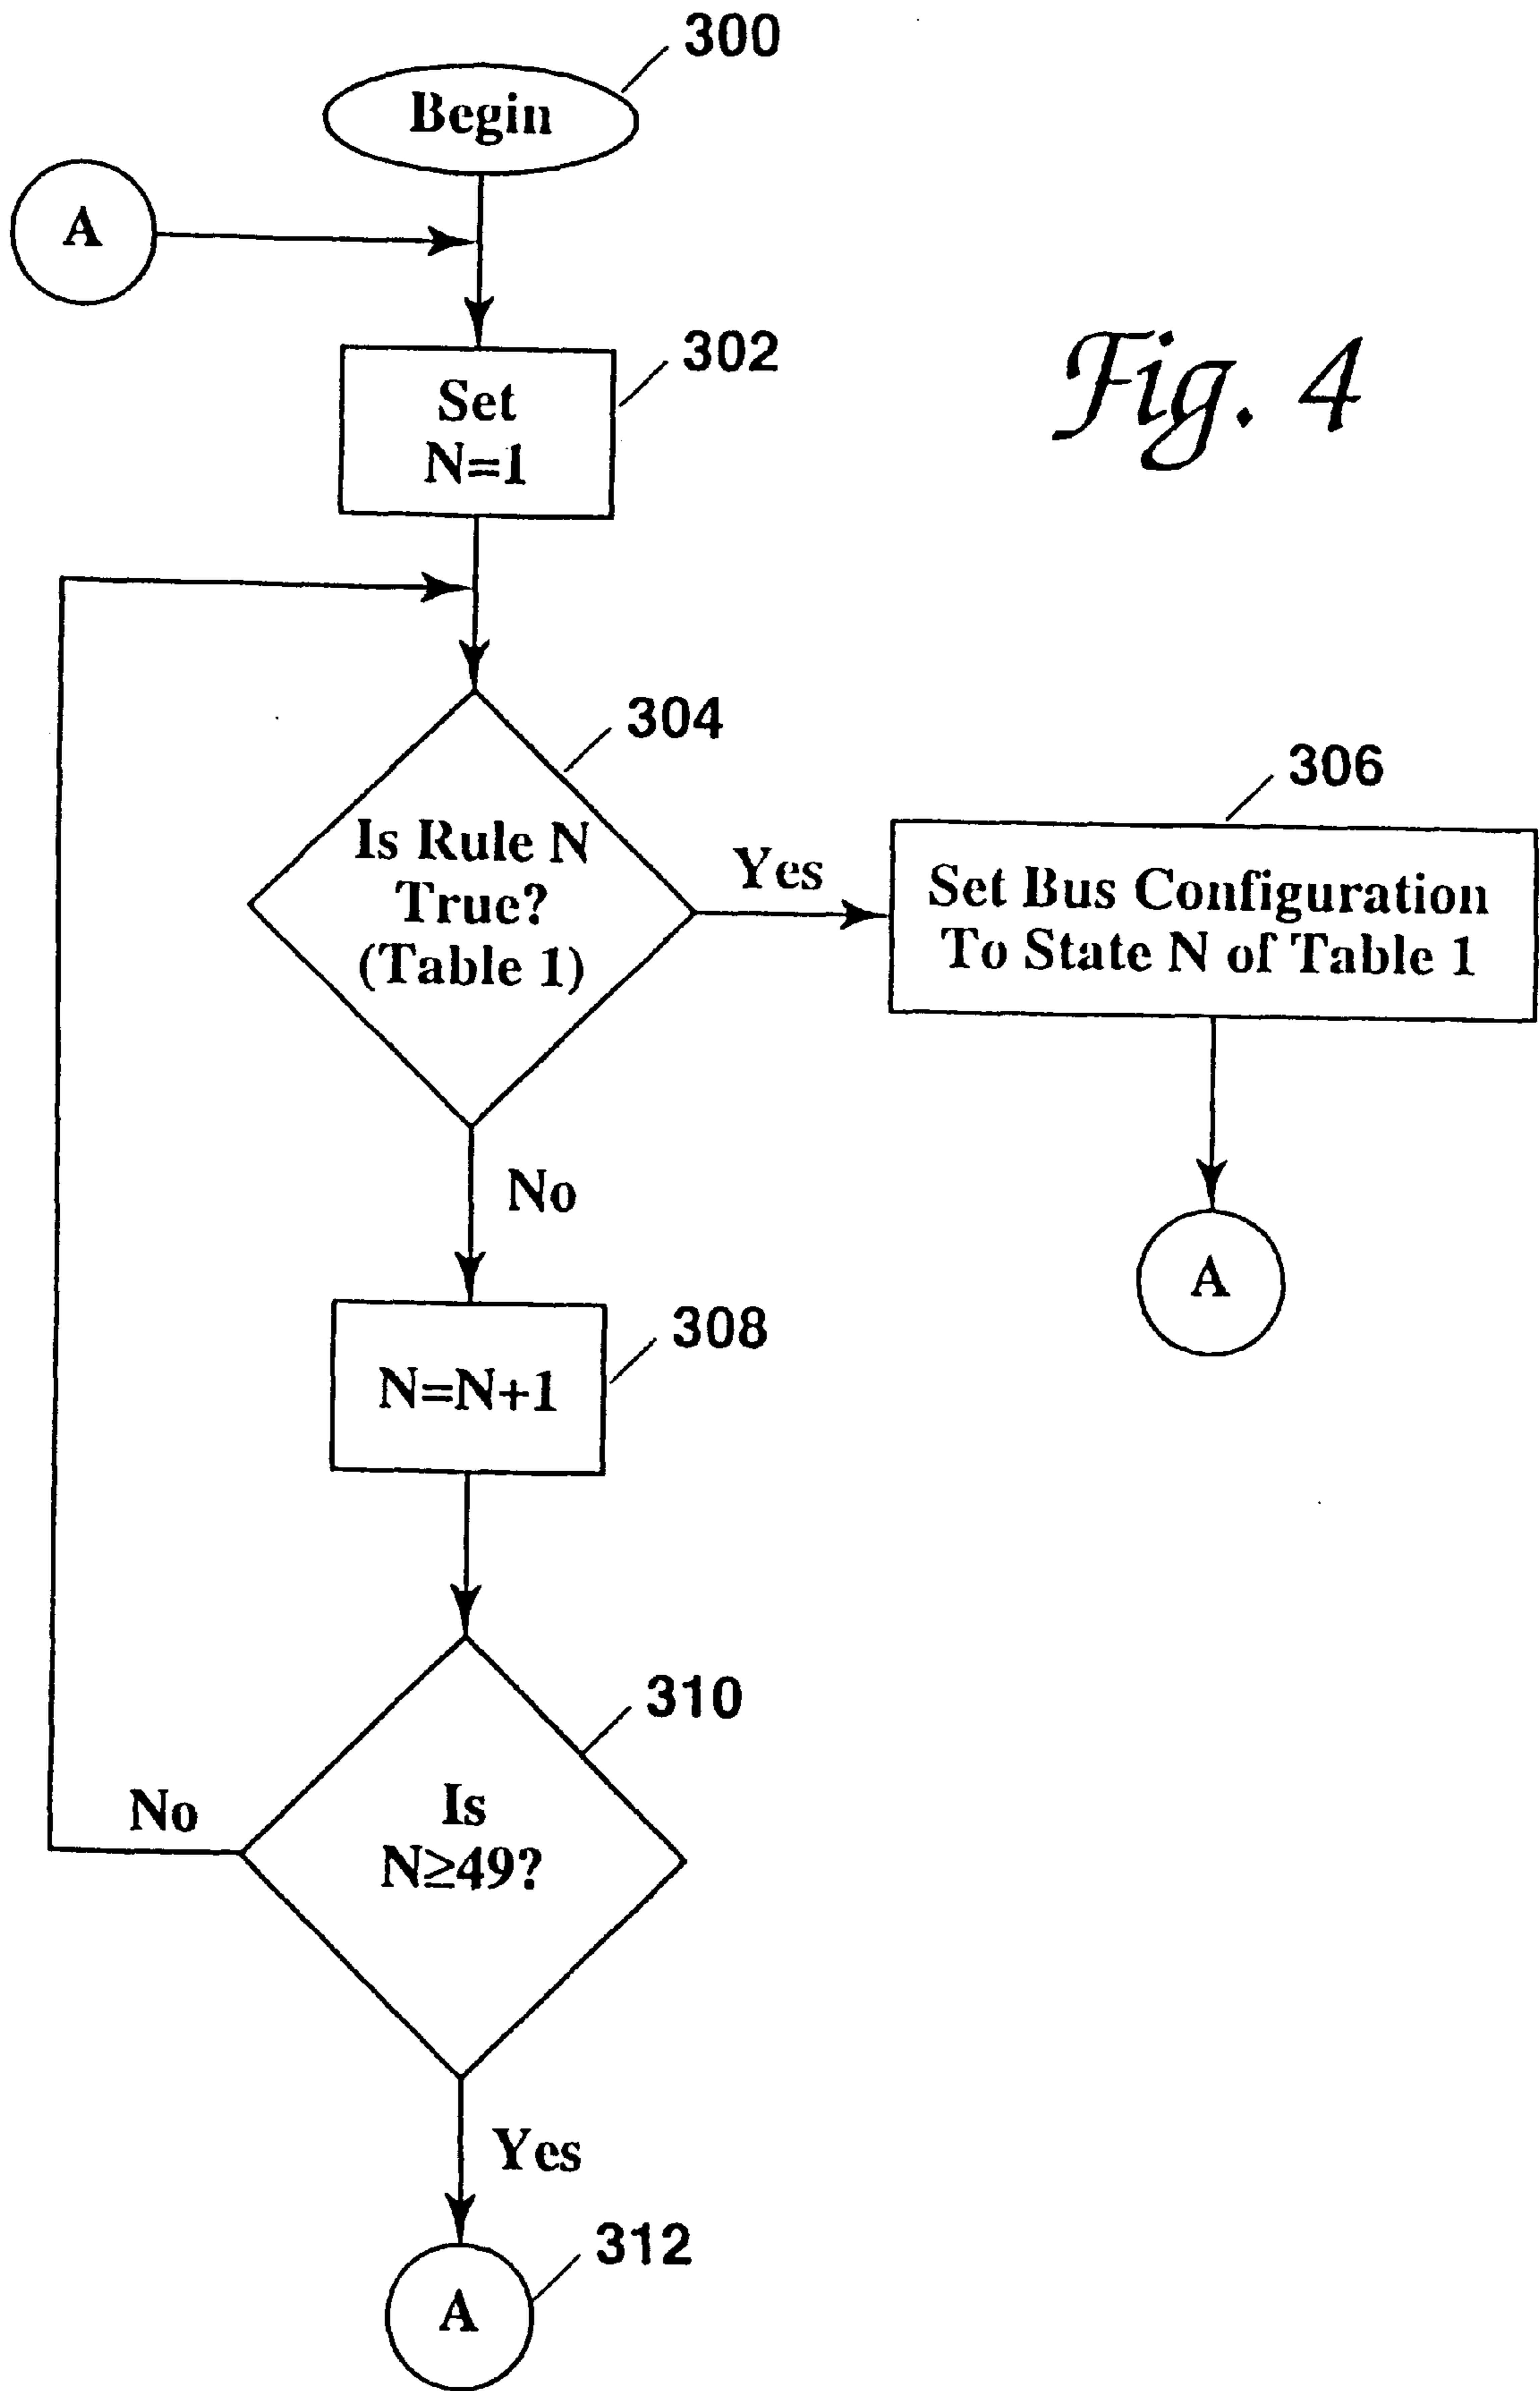 300
Begin
A
302
Set
N=1
Fig. 4
304
Is Rule N
True?
(Table 1)
Yes
306
Set Bus Configuration
To State N of Table 1
No
A
308
N=N+1
310
Is
N≥49?
No
Yes
312
A